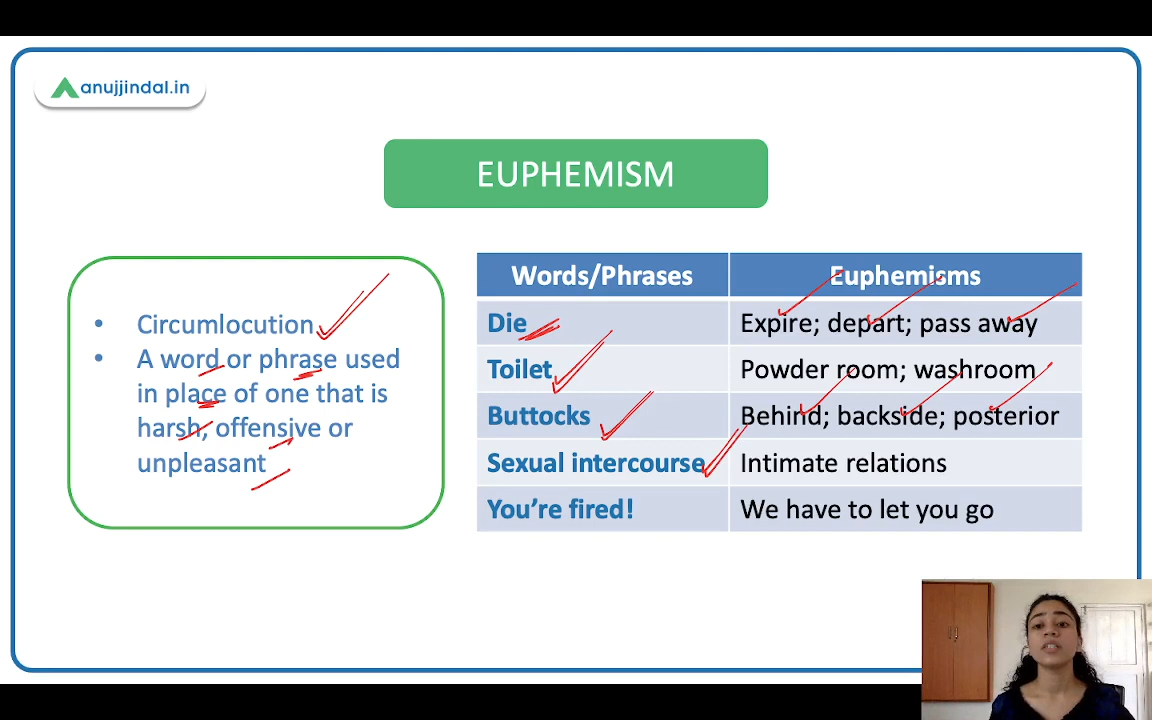 anujjindal.in
EUPHEMISM
• Circumlocution
• A word or phrase used
in place of one that is
harsh, offensive or
unpleasant
Words/Phrases Euphemisms
Die Expire; depart; pass away
Toilet Powder room; washroom
Buttocks Behind; backside; posterior
Sexual intercourse Intimate relations
You’re fired! We have to let you go